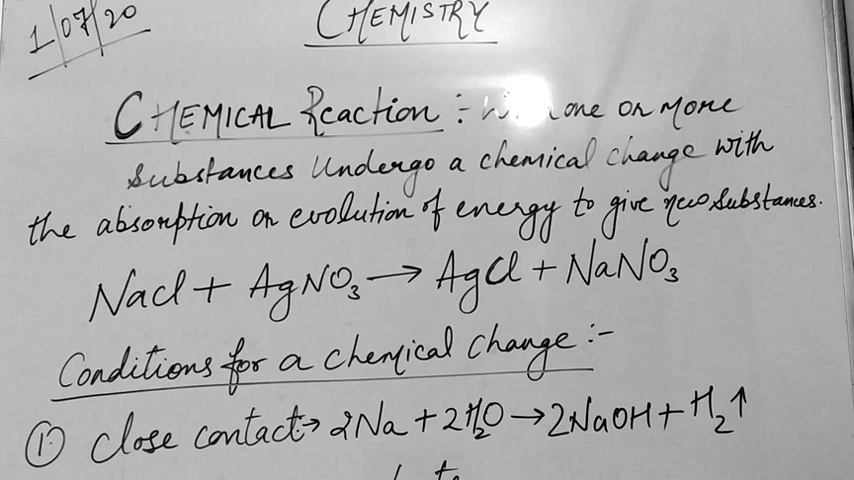 1/07/20
CHEMISTRY
CHEMICAL Reaction :- one or more
substances undergo a chemical change with
the absorption or evolution of energy to give new substances.
Nacl + AgNO₃ → AgCl + NaNO₃
Conditions for a chemical change :-
① close contact→ 2Na + 2H₂O → 2NaOH + H₂↑